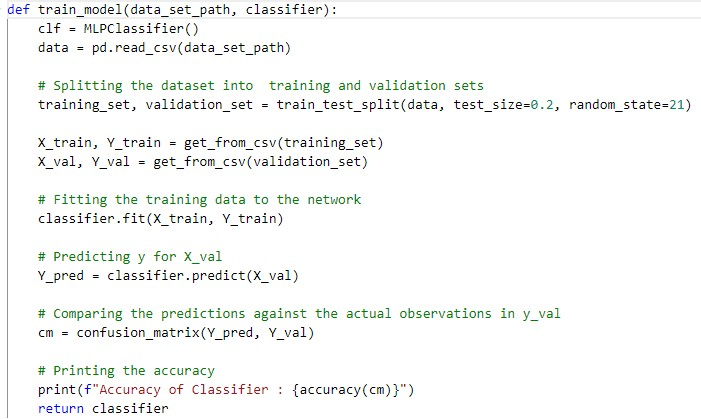 def train_model(data_set_path, classifier):
    clf = MLPClassifier()
    data = pd.read_csv(data_set_path)

    # Splitting the dataset into  training and validation sets
    training_set, validation_set = train_test_split(data, test_size=0.2, random_state=21)

    X_train, Y_train = get_from_csv(training_set)
    X_val, Y_val = get_from_csv(validation_set)

    # Fitting the training data to the network
    classifier.fit(X_train, Y_train)

    # Predicting y for X_val
    Y_pred = classifier.predict(X_val)

    # Comparing the predictions against the actual observations in y_val
    cm = confusion_matrix(Y_pred, Y_val)

    # Printing the accuracy
    print(f"Accuracy of Classifier : {accuracy(cm)}")
    return classifier